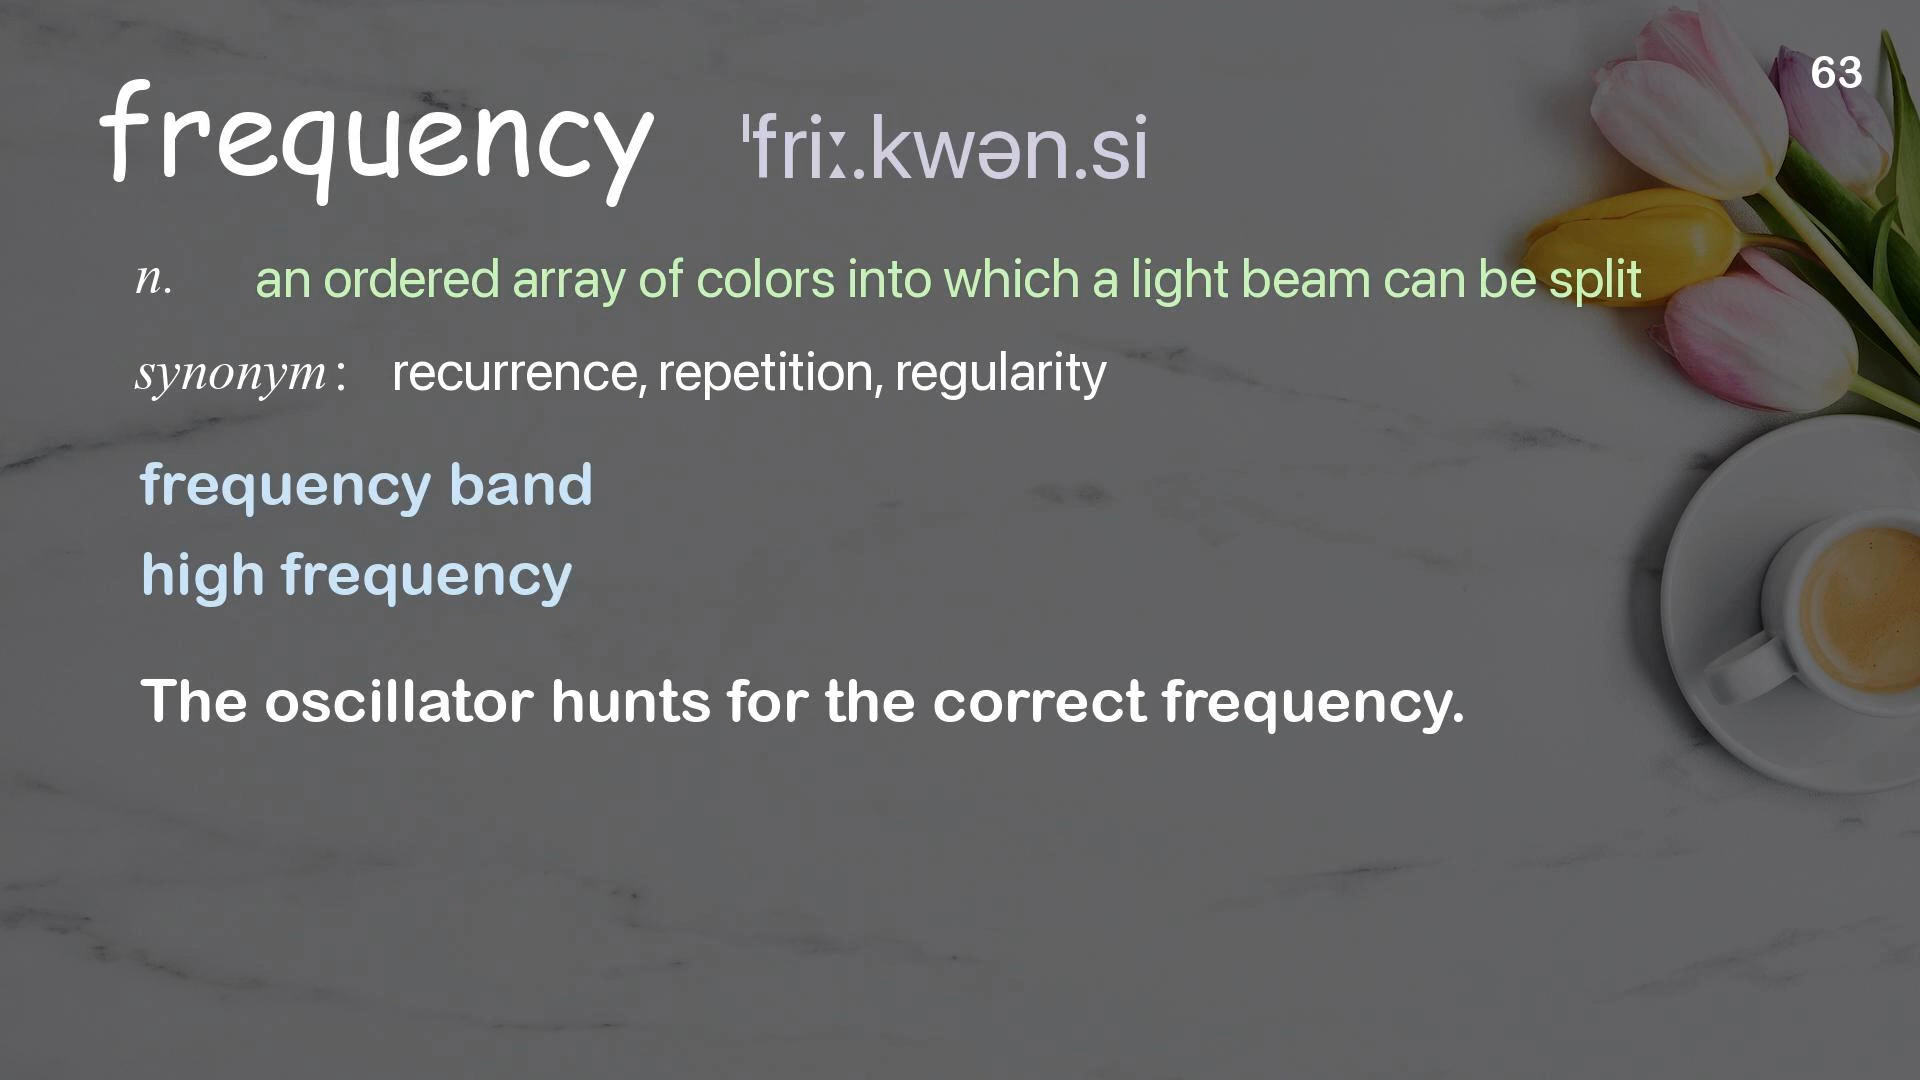 63
frequency ˈfriː.kwən.si
n. an ordered array of colors into which a light beam can be split
synonym : recurrence, repetition, regularity
frequency band
high frequency
The oscillator hunts for the correct frequency.